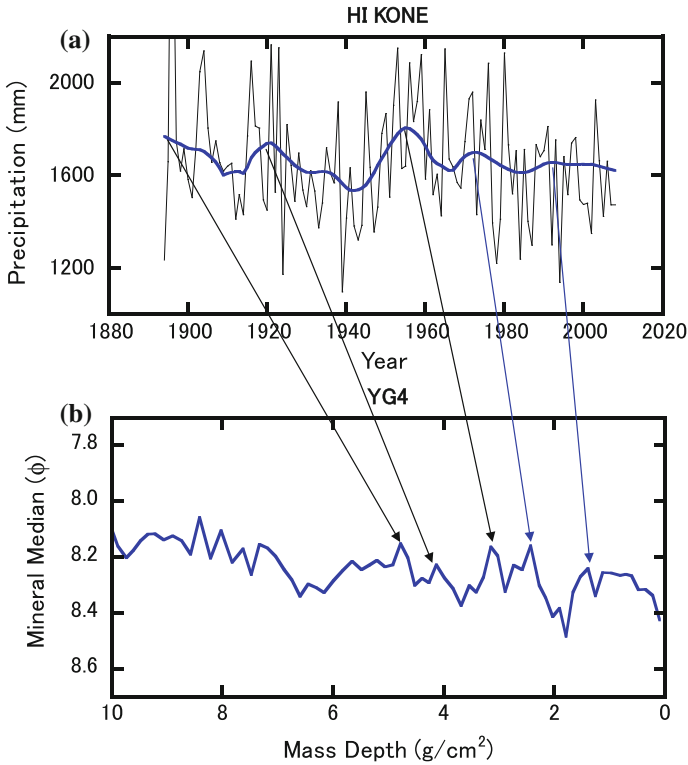 HI KONE
(a)
Precipitation (mm)
2000
1600
1200
1880 1900 1920 1940 1960 1980 2000 2020
Year
YG4
(b)
Mineral Median (ϕ)
7.8
8.0
8.2
8.4
8.6
10 8 6 4 2 0
Mass Depth (g/cm²)